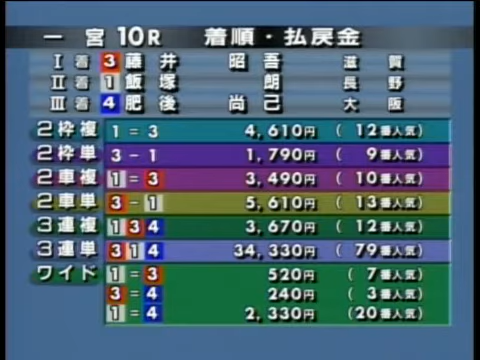 一宮10R 着順・払戻金
Ⅰ着 3 藤井 昭吾 滋賀
Ⅱ着 1 飯塚 朗 長野
Ⅲ着 4 肥後 尚己 大阪
2枠複 1=3 4,610円 (12番人気)
2枠単 3-1 1,790円 (9番人気)
2車複 1=3 3,490円 (10番人気)
2車単 3-1 5,610円 (13番人気)
3連複 1 3 4 3,670円 (12番人気)
3連単 3 1 4 34,330円 (79番人気)
ワイド 1=3 520円 (7番人気)
3=4 240円 (3番人気)
1=4 2,330円 (20番人気)